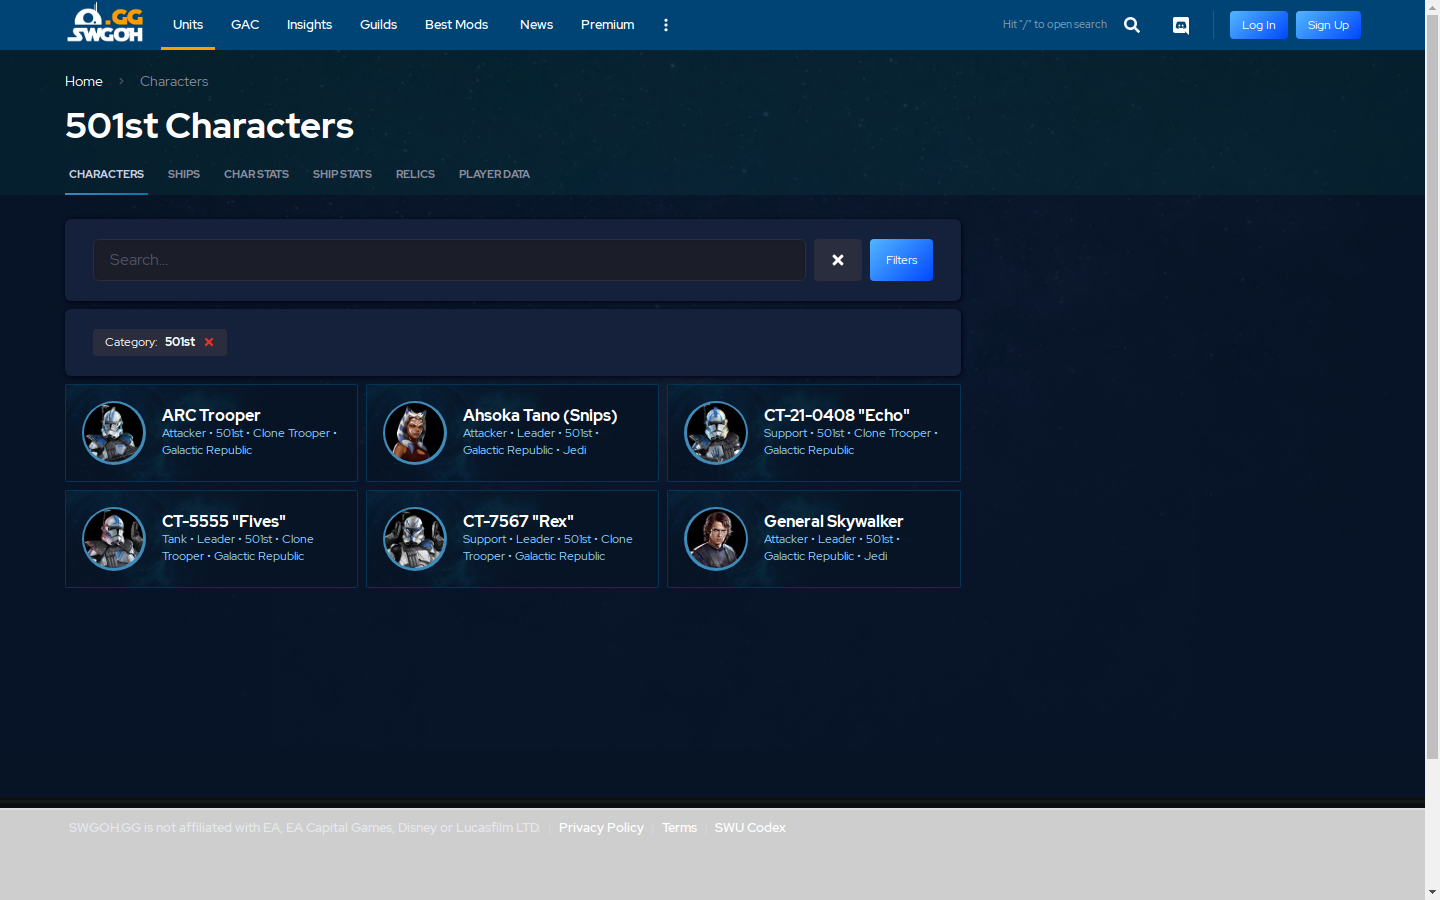 .GG
SWGOH
Units
GAC
Insights
Guilds
Best Mods
News
Premium
Hit "/" to open search
Log In
Sign Up
Home
Characters
501st Characters
CHARACTERS
SHIPS
CHAR STATS
SHIP STATS
RELICS
PLAYER DATA
Search...
Filters
Category: 501st
ARC Trooper
Attacker • 501st • Clone Trooper •
Galactic Republic
Ahsoka Tano (Snips)
Attacker • Leader • 501st •
Galactic Republic • Jedi
CT-21-0408 "Echo"
Support • 501st • Clone Trooper •
Galactic Republic
CT-5555 "Fives"
Tank • Leader • 501st • Clone
Trooper • Galactic Republic
CT-7567 "Rex"
Support • Leader • 501st • Clone
Trooper • Galactic Republic
General Skywalker
Attacker • Leader • 501st •
Galactic Republic • Jedi
SWGOH.GG is not affiliated with EA, EA Capital Games, Disney or Lucasfilm LTD. | Privacy Policy | Terms | SWU Codex